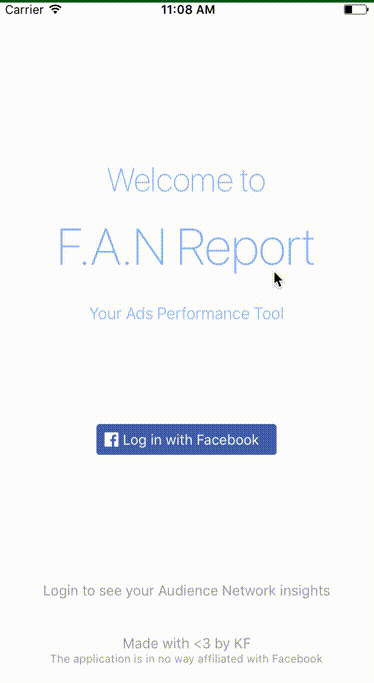 Carrier 11:08 AM
Welcome to
F.A.N Report
Your Ads Performance Tool
f Log in with Facebook
Login to see your Audience Network insights
Made with <3 by KF
The application is in no way affiliated with Facebook